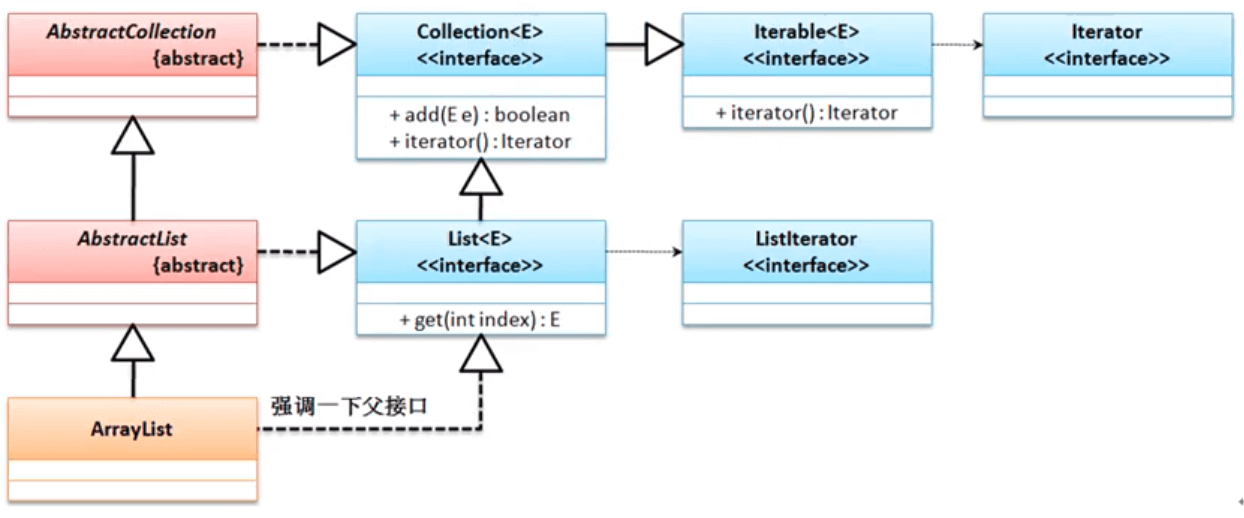 AbstractCollection
{abstract}
Collection<E>
<<interface>>
+ add(E e) : boolean
+ iterator() : Iterator
Iterable<E>
<<interface>>
+ iterator() : Iterator
Iterator
<<interface>>
AbstractList
{abstract}
List<E>
<<interface>>
+ get(int index) : E
ListIterator
<<interface>>
ArrayList
强调一下父接口